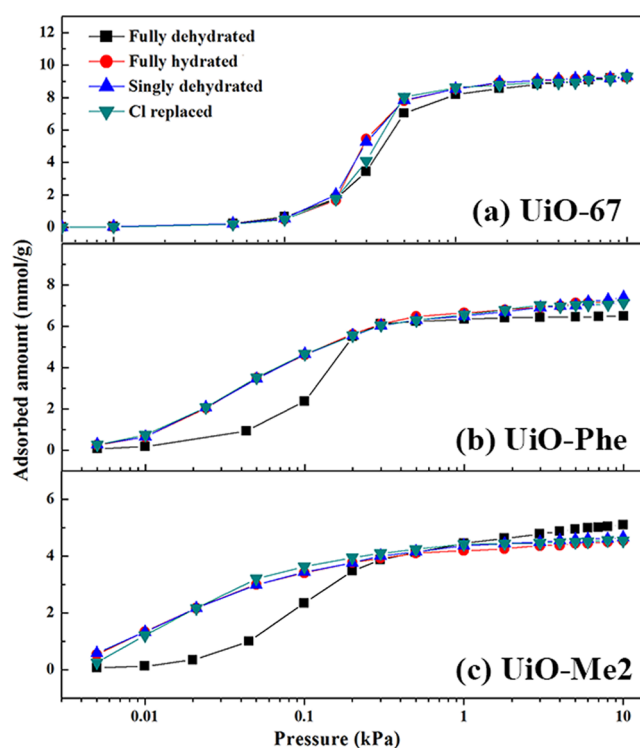 Fully dehydrated
Fully hydrated
Singly dehydrated
Cl replaced
12
10
8
6
4
2
0
(a) UiO-67
Adsorbed amount (mmol/g)
8
6
4
2
0
(b) UiO-Phe
6
4
2
0
(c) UiO-Me2
0.01
0.1
1
10
Pressure (kPa)